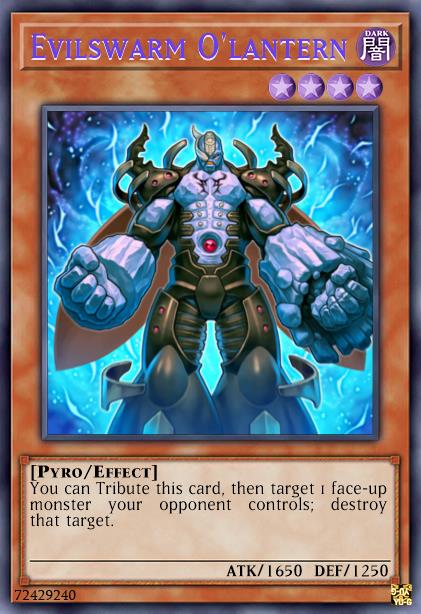 Evilswarm O'lantern
DARK
闇
[Pyro/Effect]
You can Tribute this card, then target 1 face-up
monster your opponent controls; destroy
that target.
ATK/1650 DEF/1250
72429240